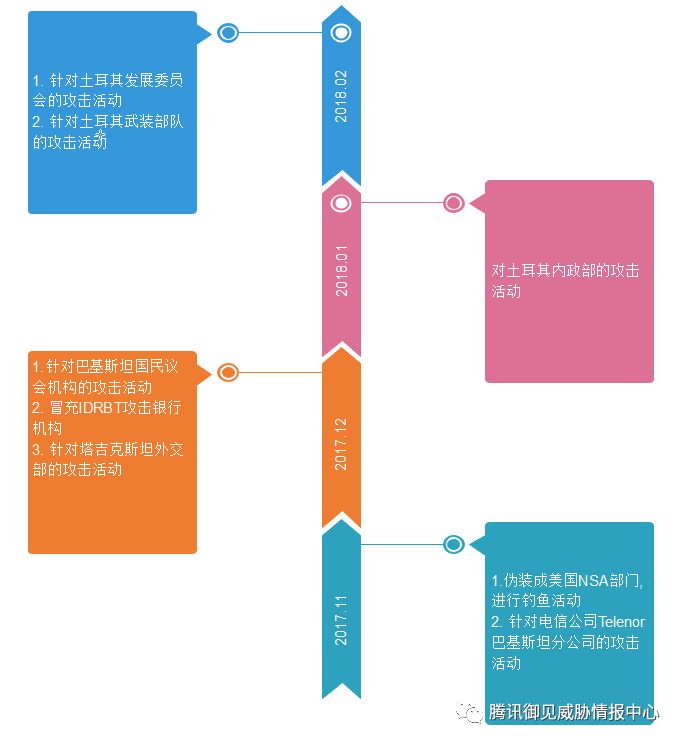 2018.02
1. 针对土耳其发展委员
会的攻击活动
2. 针对土耳其武装部队
的攻击活动
2018.01
对土耳其内政部的攻击
活动
2017.12
1.针对巴基斯坦国民议
会机构的攻击活动
2. 冒充IDRBT攻击银行
机构
3. 针对塔吉克斯坦外交
部的攻击活动
2017.11
1.伪装成美国NSA部门,
进行钓鱼活动
2. 针对电信公司Telenor
巴基斯坦分公司的攻击
活动
腾讯御见威胁情报中心